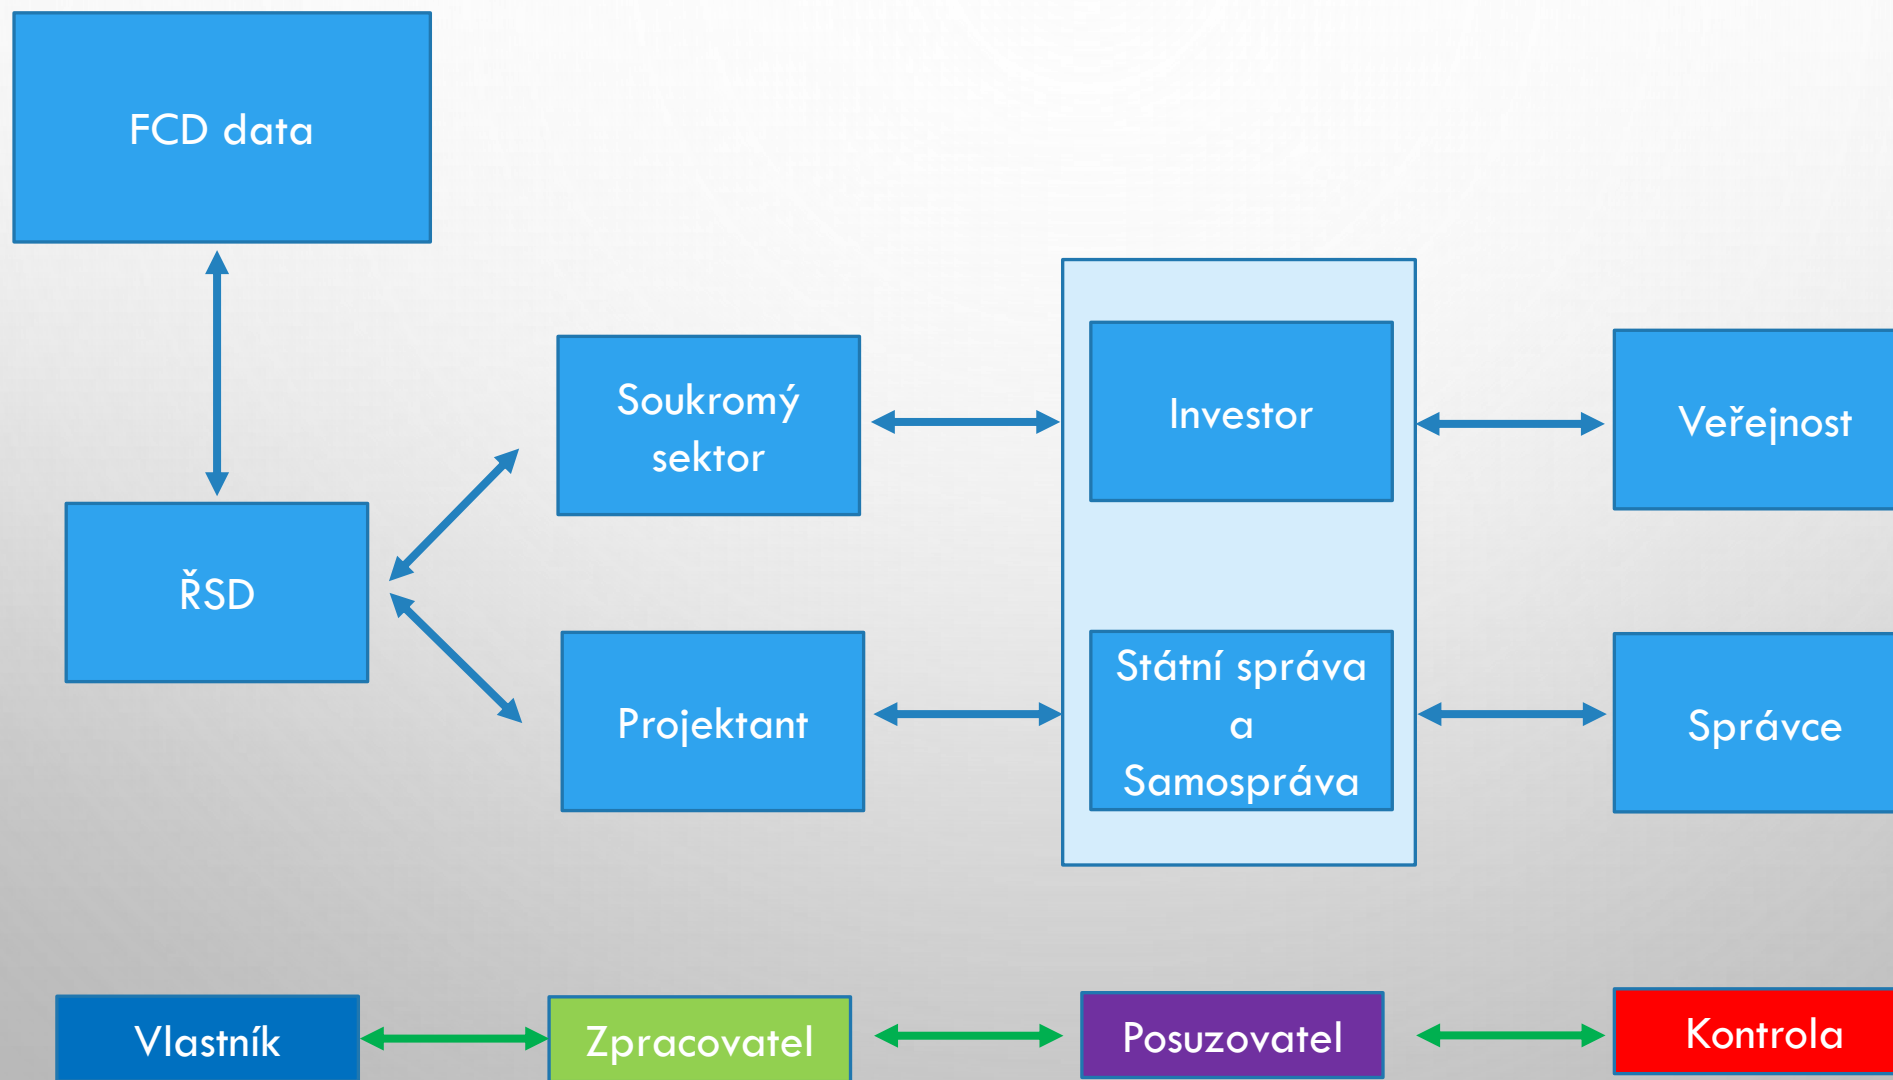 FCD data
ŘSD
Soukromý
sektor
Projektant
Investor
Státní správa
a
Samospráva
Veřejnost
Správce
Vlastník
Zpracovatel
Posuzovatel
Kontrola